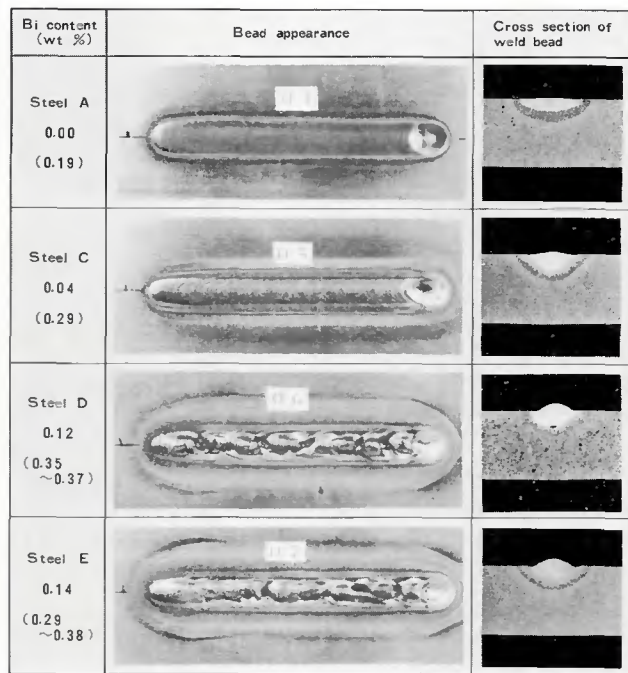 Bi content
(wt %)
Bead appearance
Cross section of
weld bead
Steel A
0.00
(0.19)
Steel C
0.04
(0.29)
Steel D
0.12
(0.35
~0.37)
Steel E
0.14
(0.29
~0.38)